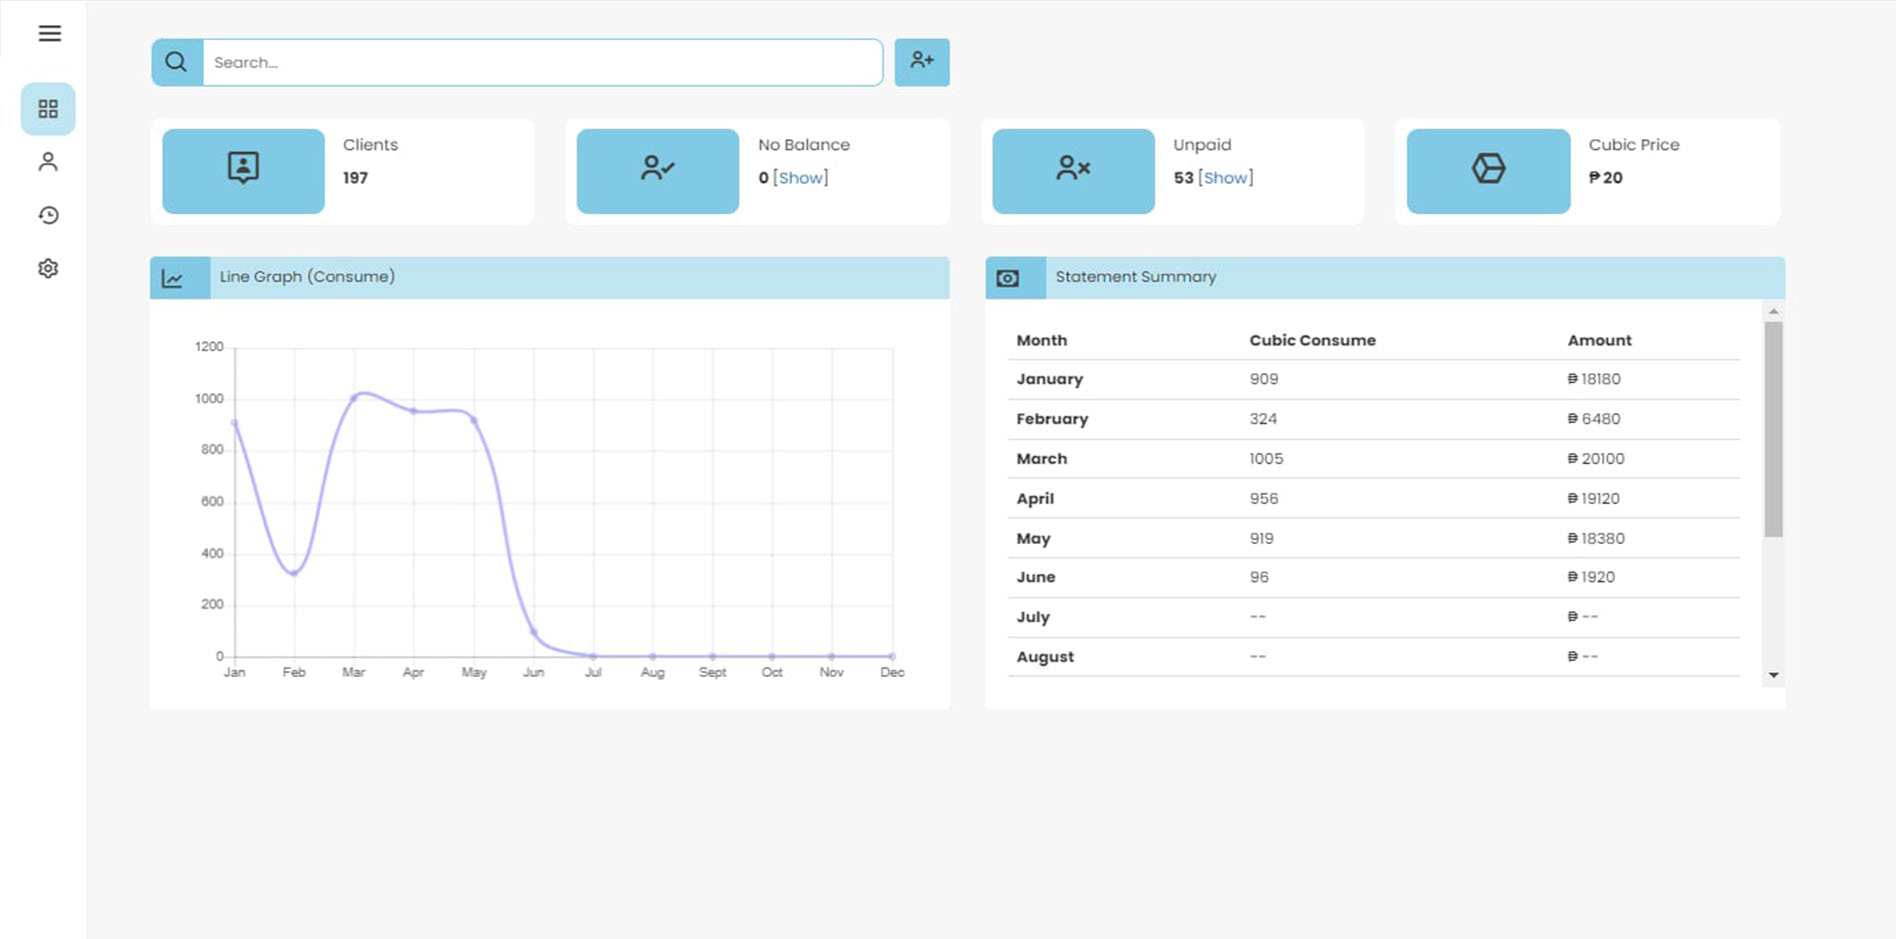 Search...
Clients
197
No Balance
0 [Show]
Unpaid
53 [Show]
Cubic Price
₱ 20
Line Graph (Consume)
1200
1000
800
600
400
200
0
Jan Feb Mar Apr May Jun Jul Aug Sept Oct Nov Dec
Statement Summary
Month Cubic Consume Amount
January 909 ₱ 18180
February 324 ₱ 6480
March 1005 ₱ 20100
April 956 ₱ 19120
May 919 ₱ 18380
June 96 ₱ 1920
July -- ₱ --
August -- ₱ --